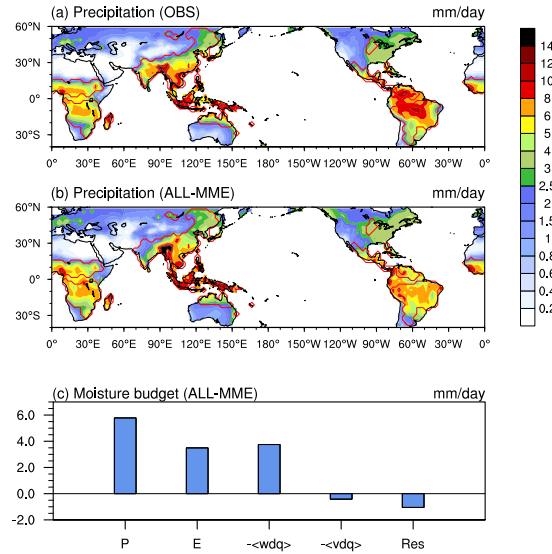 (a) Precipitation (OBS) mm/day
60°N
30°N
0°
30°S
0° 30°E 60°E 90°E 120°E 150°E 180° 150°W 120°W 90°W 60°W 30°W 0°
(b) Precipitation (ALL-MME) mm/day
60°N
30°N
0°
30°S
0° 30°E 60°E 90°E 120°E 150°E 180° 150°W 120°W 90°W 60°W 30°W 0°
14
12
10
9
8
7
6
5
4
3
2.5
2
1.5
1
0.8
0.6
0.4
0.2
(c) Moisture budget (ALL-MME) mm/day
6.0
4.0
2.0
0.0
-2.0
P E -<wdq> -<vdq> Res